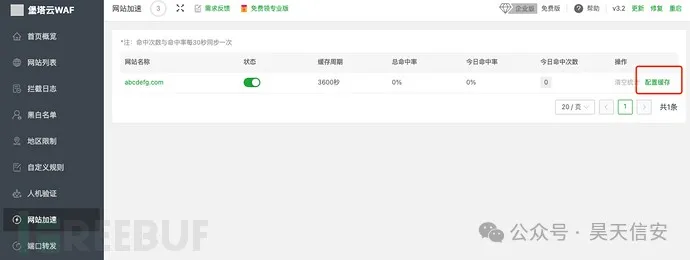 堡塔云WAF
网站加速 3 需求反馈 免费领专业版 企业版 免费版 帮助 v3.2 更新 修复 重启
首页概览
网站列表
拦截日志
黑白名单
地区限制
自定义规则
人机验证
网站加速
端口转发
*注：命中次数与命中率每30秒同步一次
网站名称 状态 缓存周期 总命中率 今日命中率 今日命中次数 操作
abcdefg.com 3600秒 0% 0% 0 清空统计 配置缓存
20 / 页 1 共1条
REEBUF
公众号 · 昊天信安